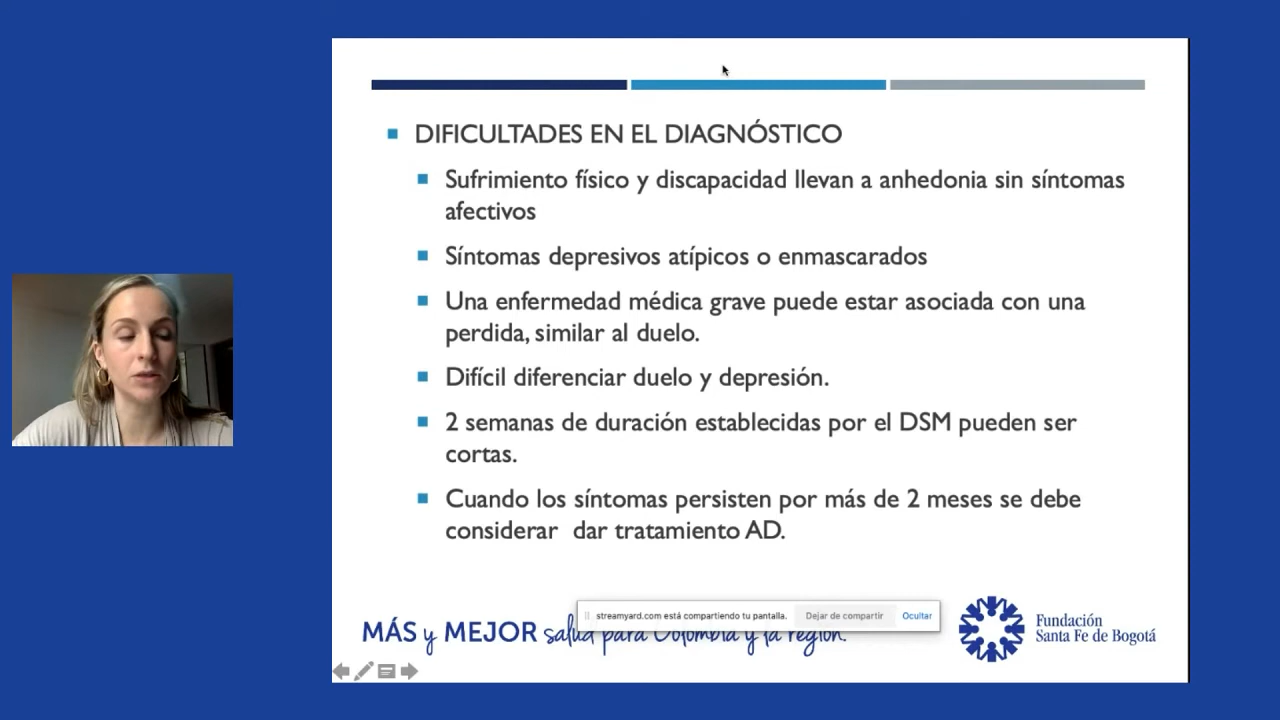 DIFICULTADES EN EL DIAGNÓSTICO
Sufrimiento físico y discapacidad llevan a anhedonia sin síntomas
afectivos
Síntomas depresivos atípicos o enmascarados
Una enfermedad médica grave puede estar asociada con una
perdida, similar al duelo.
Difícil diferenciar duelo y depresión.
2 semanas de duración establecidas por el DSM pueden ser
cortas.
Cuando los síntomas persisten por más de 2 meses se debe
considerar dar tratamiento AD.
streamyard.com está compartiendo tu pantalla.
Dejar de compartir
Ocultar
MÁS y MEJOR salud para Colombia y la región.
Fundación
Santa Fe de Bogotá